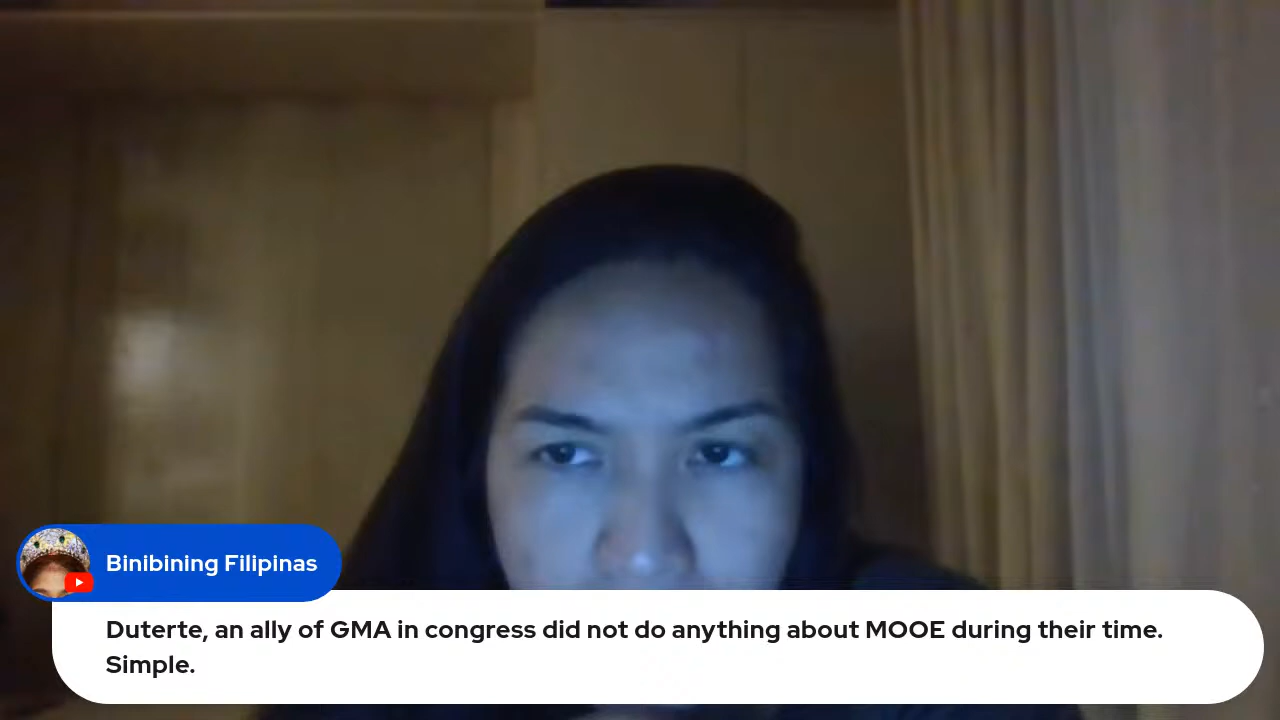 Binibining Filipinas
Duterte, an ally of GMA in congress did not do anything about MOOE during their time.
Simple.